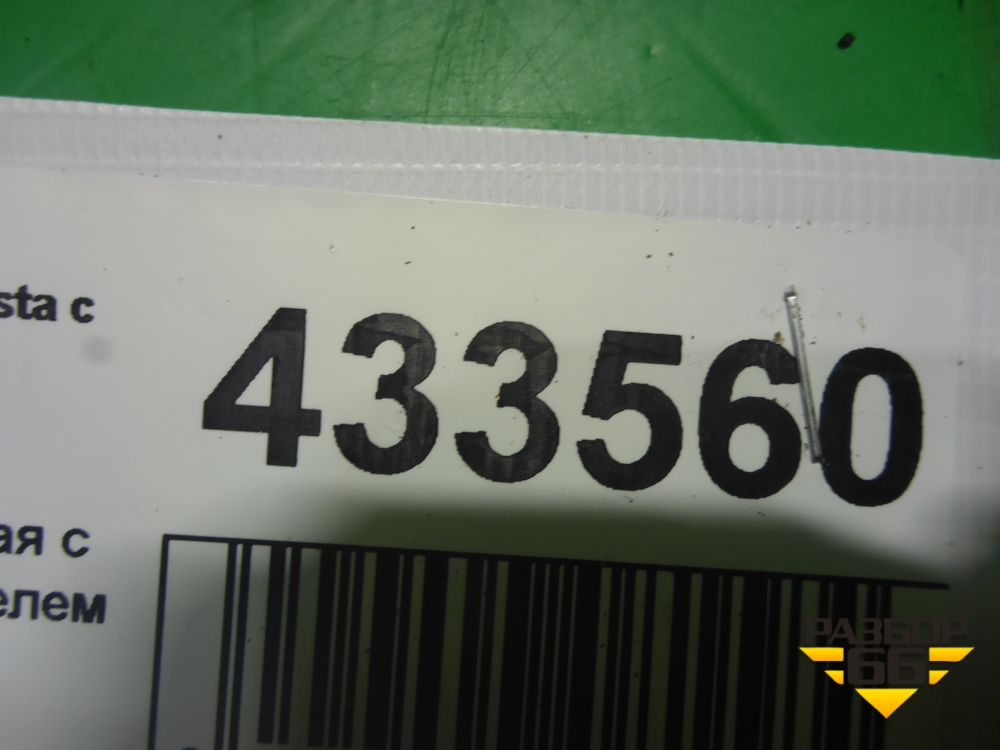 sta с
433560
ая с
елем
РАЗБОР
66